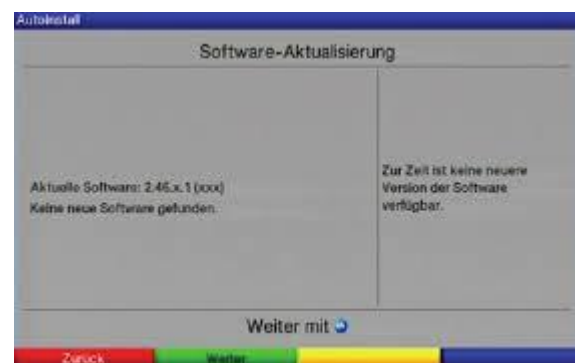 Autoinstall
Software-Aktualisierung
Aktuelle Software: 2.46.x.1 (xxx)
Keine neue Software gefunden.
Zur Zeit ist keine neuere
Version der Software
verfügbar.
Weiter mit
Zurück
Weiter